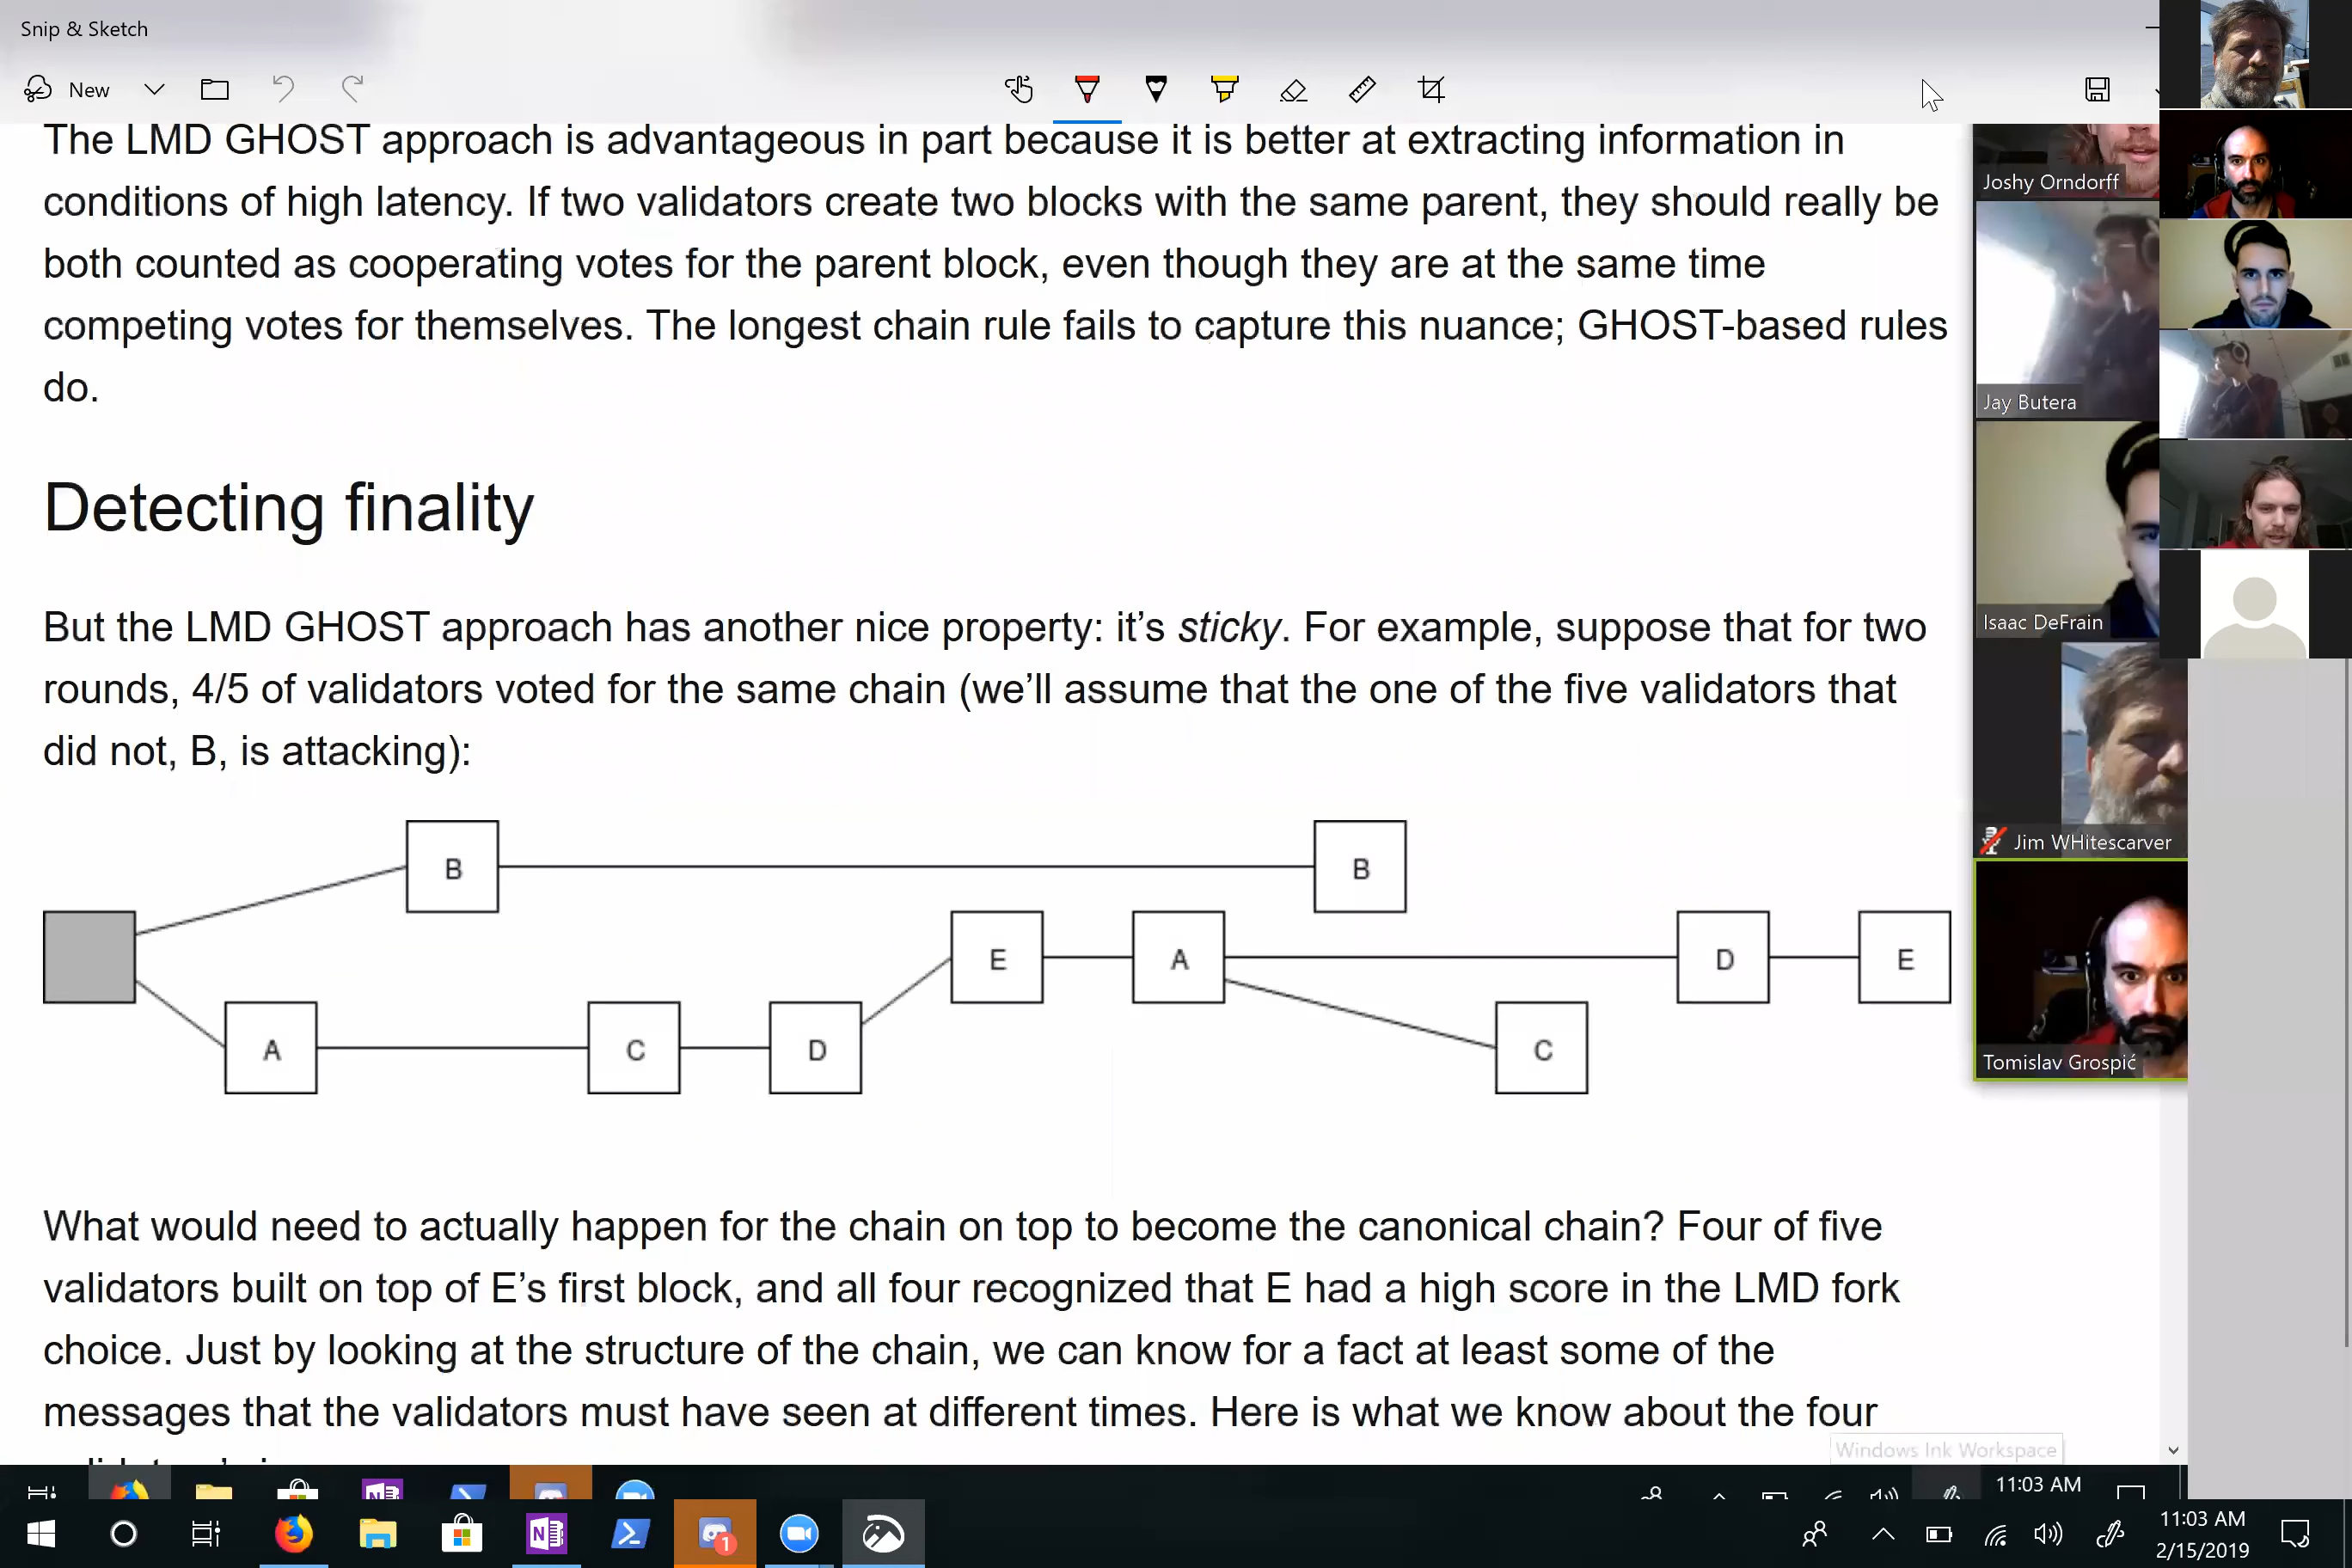 Snip & Sketch
New
The LMD GHOST approach is advantageous in part because it is better at extracting information in
conditions of high latency. If two validators create two blocks with the same parent, they should really be
both counted as cooperating votes for the parent block, even though they are at the same time
competing votes for themselves. The longest chain rule fails to capture this nuance; GHOST-based rules
do.
Detecting finality
But the LMD GHOST approach has another nice property: it’s sticky. For example, suppose that for two
rounds, 4/5 of validators voted for the same chain (we’ll assume that the one of the five validators that
did not, B, is attacking):
B B
E A D E
A C D C
What would need to actually happen for the chain on top to become the canonical chain? Four of five
validators built on top of E’s first block, and all four recognized that E had a high score in the LMD fork
choice. Just by looking at the structure of the chain, we can know for a fact at least some of the
messages that the validators must have seen at different times. Here is what we know about the four
Joshy Orndorff
Jay Butera
Isaac DeFrain
Jim WHitescarver
Tomislav Grospić
Windows Ink Workspace
11:03 AM
N
1
11:03 AM
2/15/2019